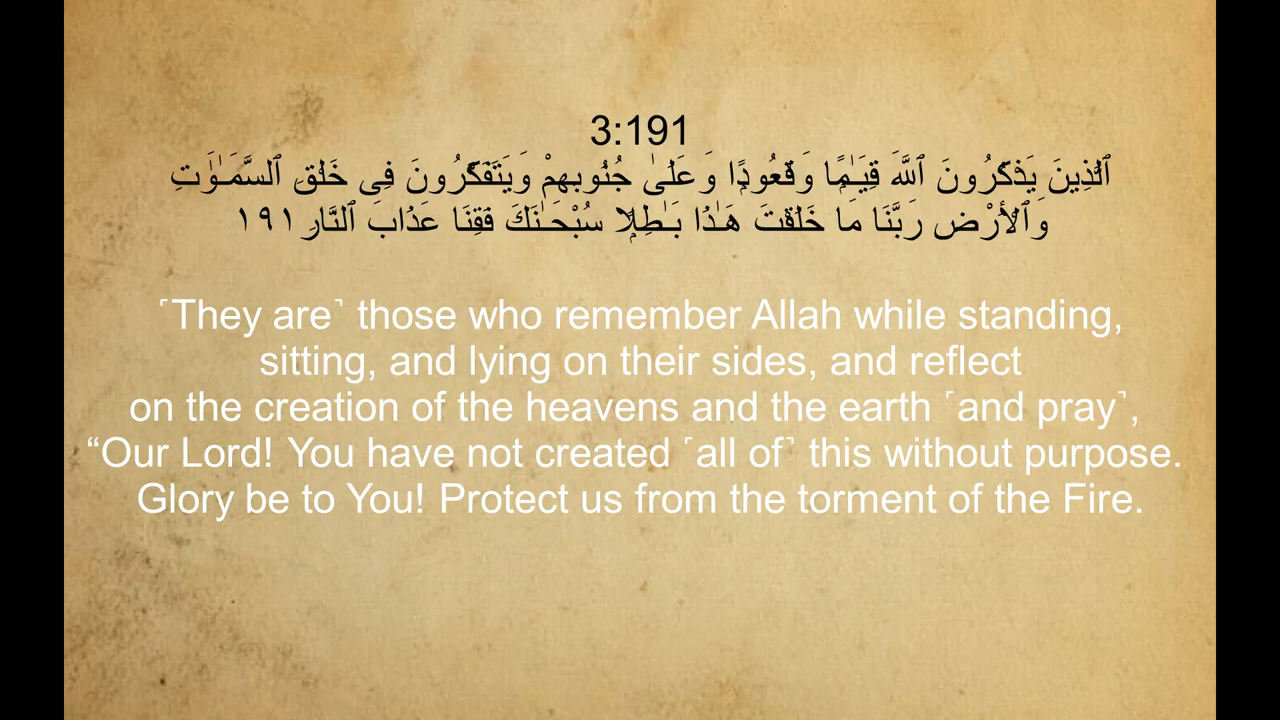 3:191
ٱلَّذِينَ يَذْكُرُونَ ٱللَّهَ قِيَـٰمًۭا وَقُعُودًۭا وَعَلَىٰ جُنُوبِهِمْ وَيَتَفَكَّرُونَ فِى خَلْقِ ٱلسَّمَـٰوَٰتِ
وَٱلْأَرْضِ رَبَّنَا مَا خَلَقْتَ هَـٰذَا بَـٰطِلًۭا سُبْحَـٰنَكَ فَقِنَا عَذَابَ ٱلنَّارِ ١٩١
˹They are˺ those who remember Allah while standing,
sitting, and lying on their sides, and reflect
on the creation of the heavens and the earth ˹and pray˺,
“Our Lord! You have not created ˹all of˺ this without purpose.
Glory be to You! Protect us from the torment of the Fire.